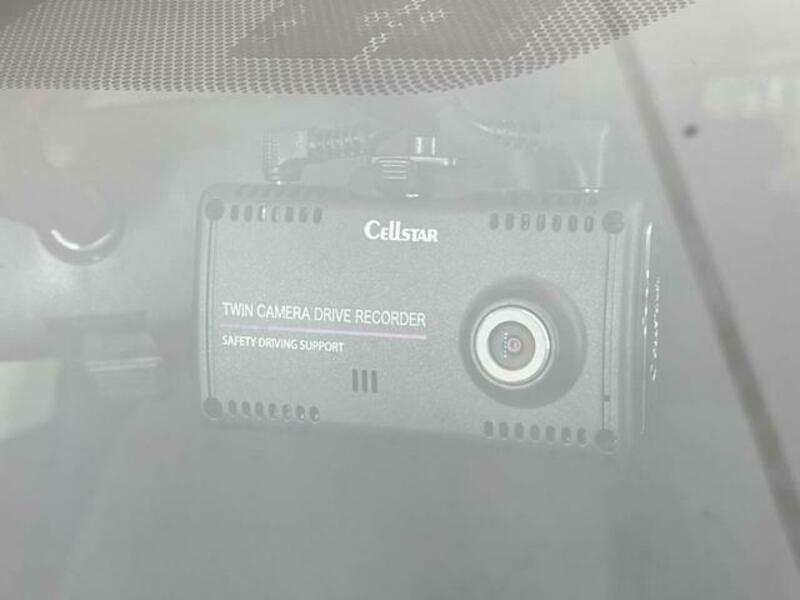 CELLSTAR
TWIN CAMERA DRIVE RECORDER
SAFETY DRIVING SUPPORT